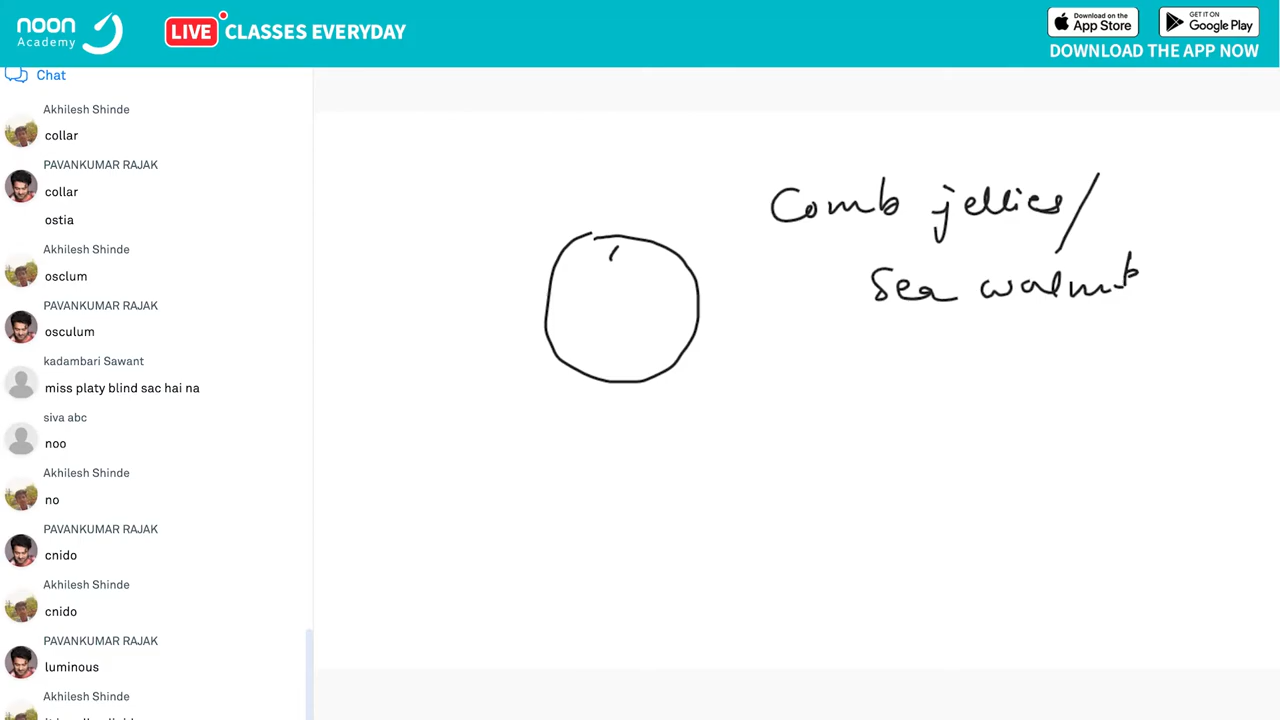 noon
Academy
LIVE CLASSES EVERYDAY
Download on the
App Store
GET IT ON
Google Play
DOWNLOAD THE APP NOW
Chat
Akhilesh Shinde
collar
PAVANKUMAR RAJAK
collar
ostia
Akhilesh Shinde
osclum
PAVANKUMAR RAJAK
osculum
kadambari Sawant
miss platy blind sac hai na
siva abc
noo
Akhilesh Shinde
no
PAVANKUMAR RAJAK
cnido
Akhilesh Shinde
cnido
PAVANKUMAR RAJAK
luminous
Akhilesh Shinde
Comb jellies/
Sea walnut